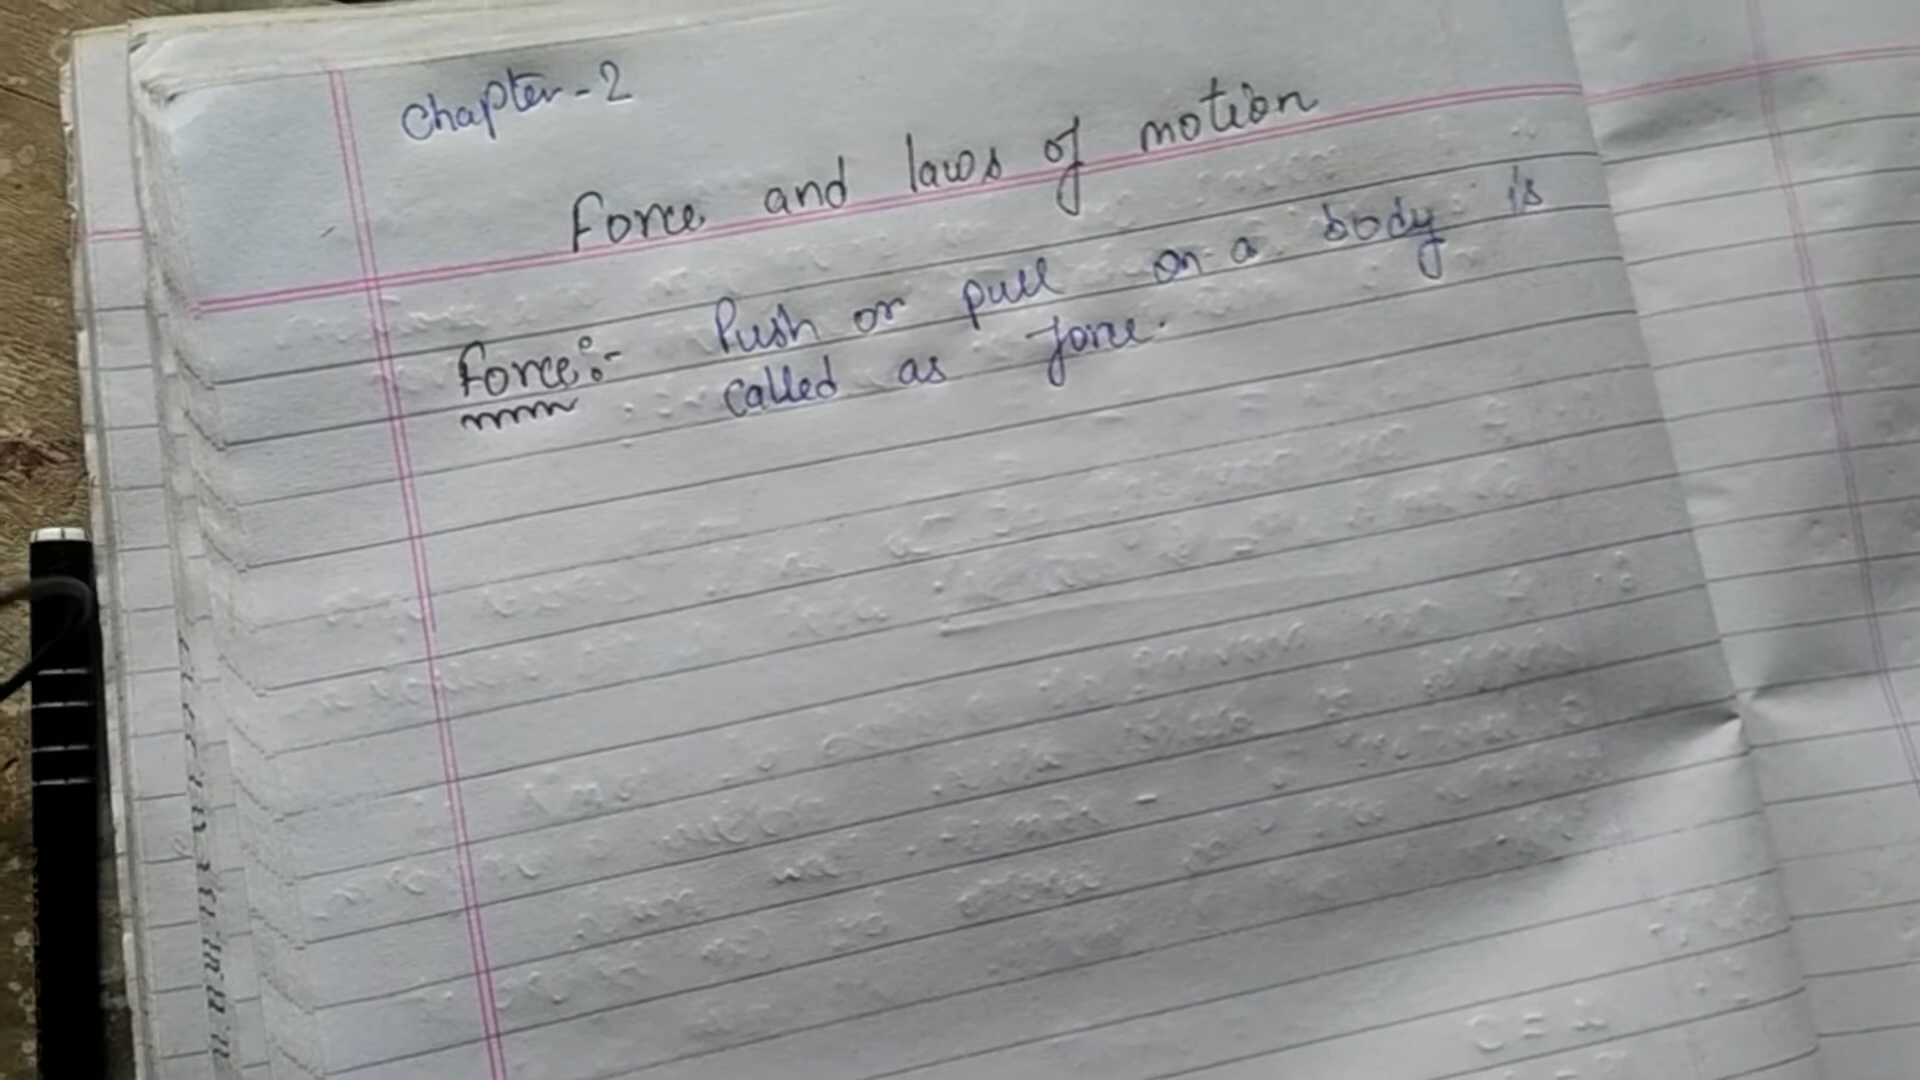 Chapter-2
Force and laws of motion
Force:- Push or pull on a body is
called as force.